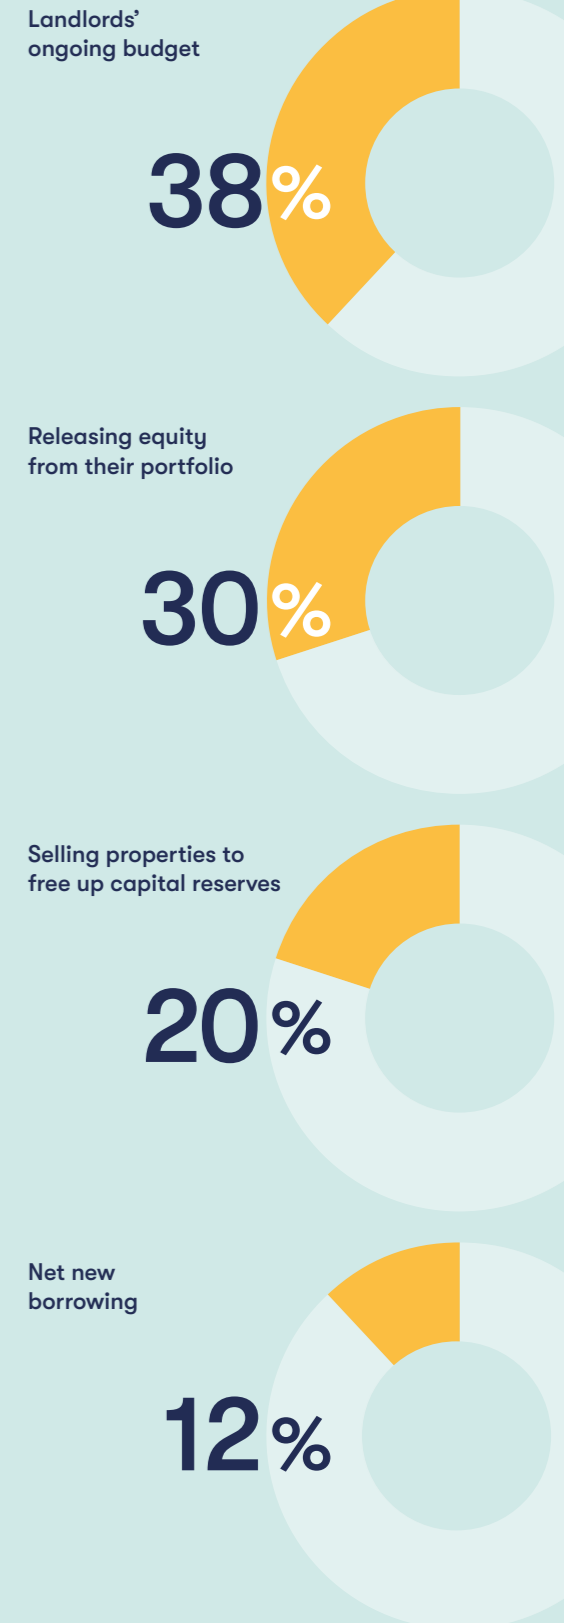 Landlords’
ongoing budget
38%
Releasing equity
from their portfolio
30%
Selling properties to
free up capital reserves
20%
Net new
borrowing
12%